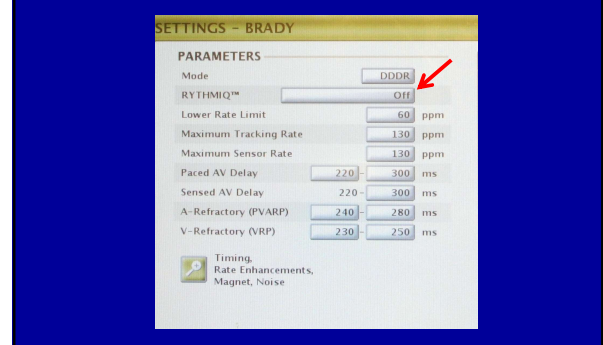 SETTINGS – BRADY
PARAMETERS
Mode DDDR
RYTHMIQ™ Off
Lower Rate Limit 60 ppm
Maximum Tracking Rate 130 ppm
Maximum Sensor Rate 130 ppm
Paced AV Delay 220 - 300 ms
Sensed AV Delay 220 - 300 ms
A-Refractory (PVARP) 240 - 280 ms
V-Refractory (VRP) 230 - 250 ms
Timing,
Rate Enhancements,
Magnet, Noise